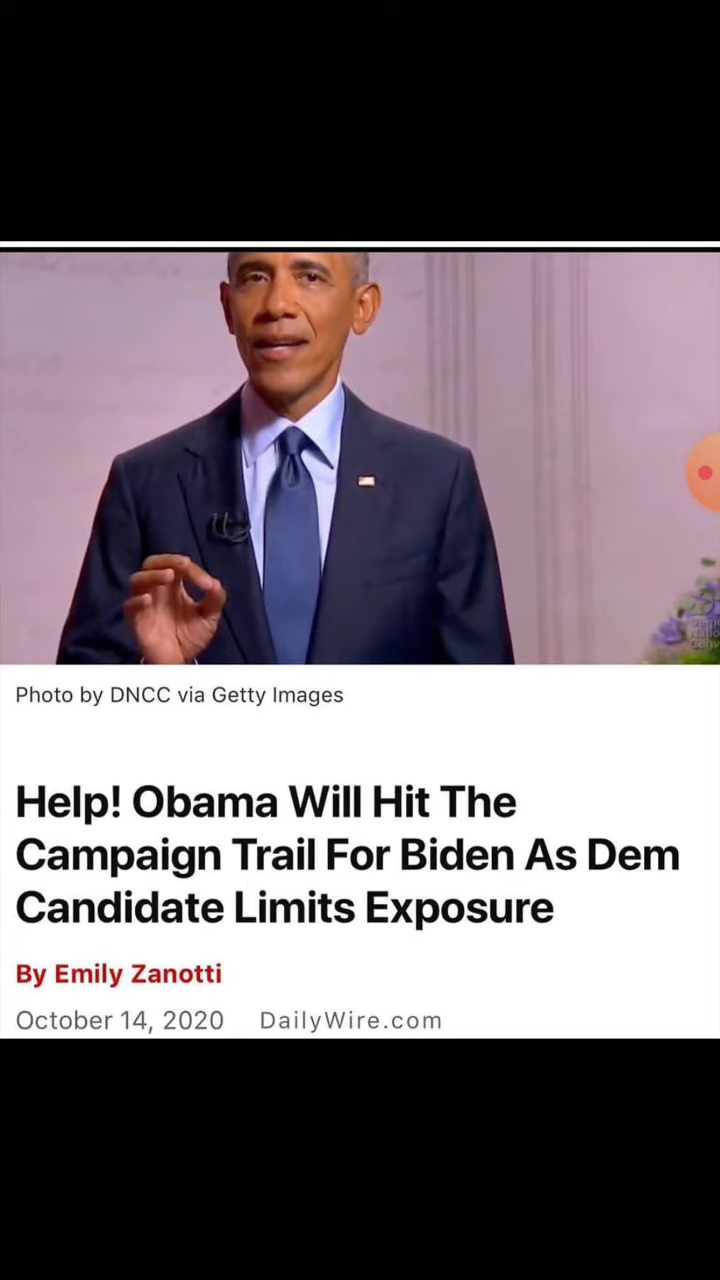 Photo by DNCC via Getty Images
Help! Obama Will Hit The
Campaign Trail For Biden As Dem
Candidate Limits Exposure
By Emily Zanotti
October 14, 2020 DailyWire.com